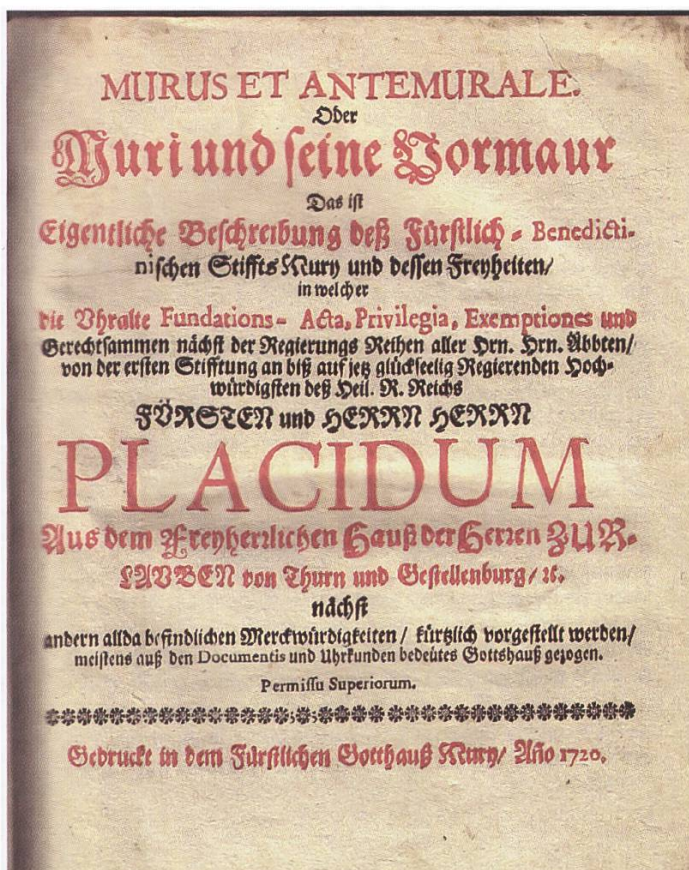 MURUS ET ANTEMURALE.
Oder
Muri und seine Vormaur
Das ist
Eigentliche Beschreibung deß Fürstlich - Benedicti-
nischen Stiffts Mury und dessen Freyheiten/
in welcher
die Uhralte Fundations- Acta, Privilegia, Exemptiones und
Gerechtsammen nächst der Regierungs Reihen aller Hrn. Hrn. Äbbten/
von der ersten Stifftung an biß auf jetz glückseelig Regierenden Hoch-
würdigsten deß Heil. R. Reichs
FÜRSTEN und HERRN HERRN
PLACIDUM
Aus dem Freyherrlichen Hauß der Herren ZUR-
LAUBEN von Thurn und Gestellenburg/ ꝛc.
nächst
andern allda befindlichen Merckwürdigkeiten / kürtzlich vorgestellt werden/
meistens auß den Documentis und Uhrkunden bedeütes Gottshauß gezogen.
Permissu Superiorum.
Gedruckt in dem Fürstlichen Gotthauß Mury/ Año 1720.